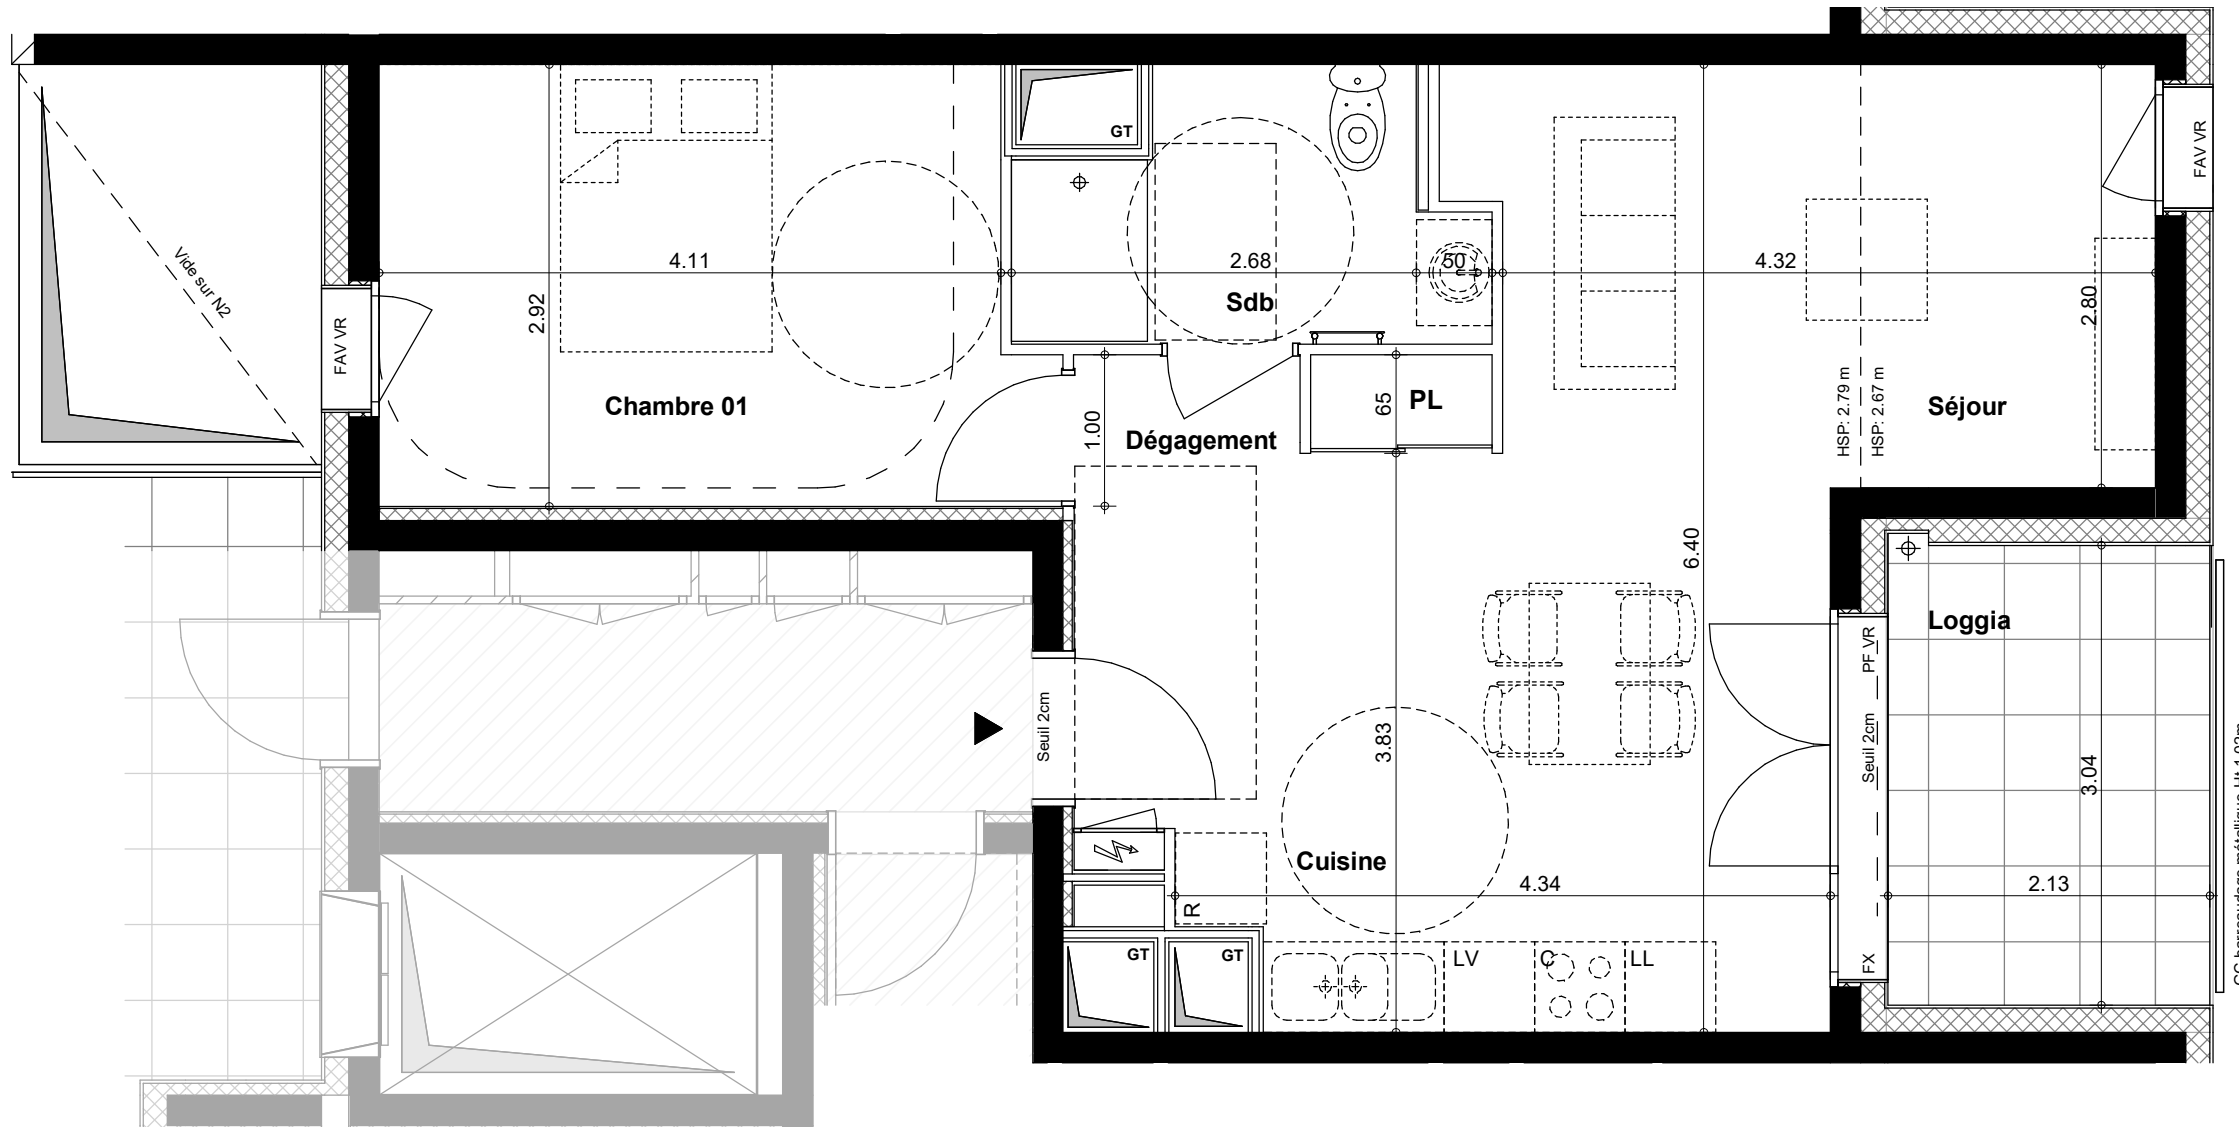 GT
FAV VR
Vide sur N2
4.11
2.68
50
4.32
Sdb
2.92
2.80
FAV VR
HSP: 2.79 m
HSP: 2.67 m
Chambre 01
65
PL
Séjour
1.00
Dégagement
6.40
Loggia
PF VR
Seuil 2cm
Seuil 2cm
3.83
3.04
Cuisine
4.34
2.13
R
GT
GT
LV
C
LL
FX